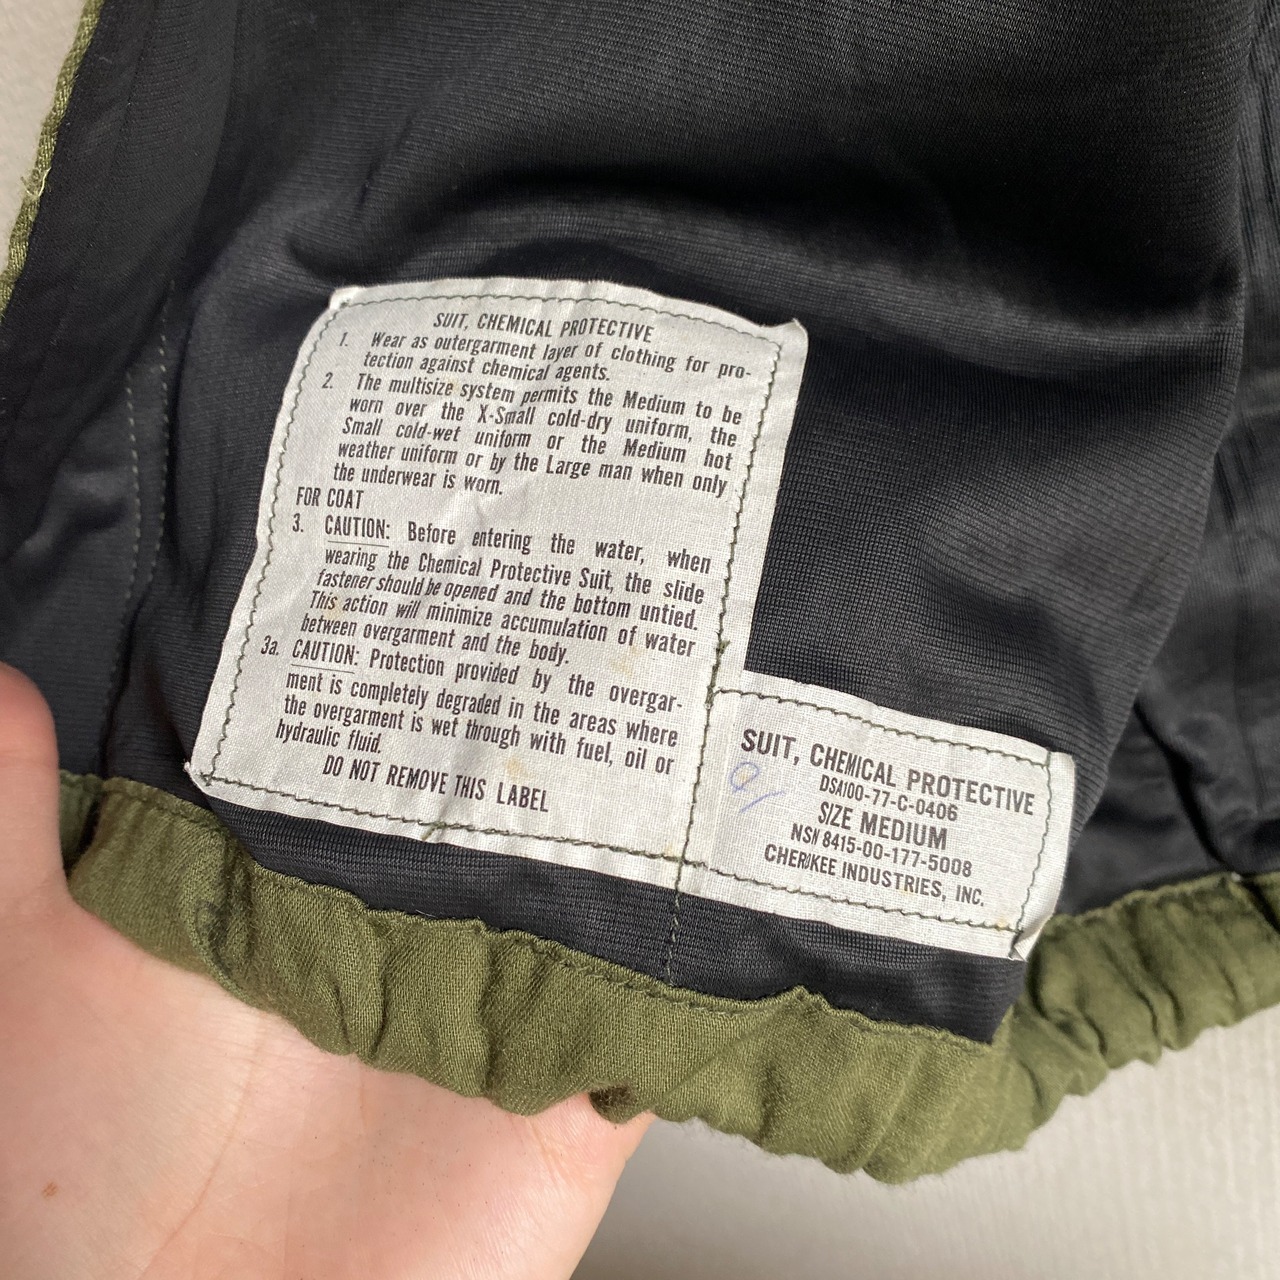 SUIT, CHEMICAL PROTECTIVE
1. Wear as outergarment layer of clothing for pro-
tection against chemical agents.
2. The multisize system permits the Medium to be
worn over the X-Small cold-dry uniform, the
Small cold-wet uniform or the Medium hot
weather uniform or by the Large man when only
the underwear is worn.
FOR COAT
3. CAUTION: Before entering the water, when
wearing the Chemical Protective Suit, the slide
fastener should be opened and the bottom untied.
This action will minimize accumulation of water
between overgarment and the body.
3a. CAUTION: Protection provided by the overgar-
ment is completely degraded in the areas where
the overgarment is wet through with fuel, oil or
hydraulic fluid.
DO NOT REMOVE THIS LABEL
SUIT, CHEMICAL PROTECTIVE
DSA100-77-C-0406
SIZE MEDIUM
NSN 8415-00-177-5008
CHEROKEE INDUSTRIES, INC.